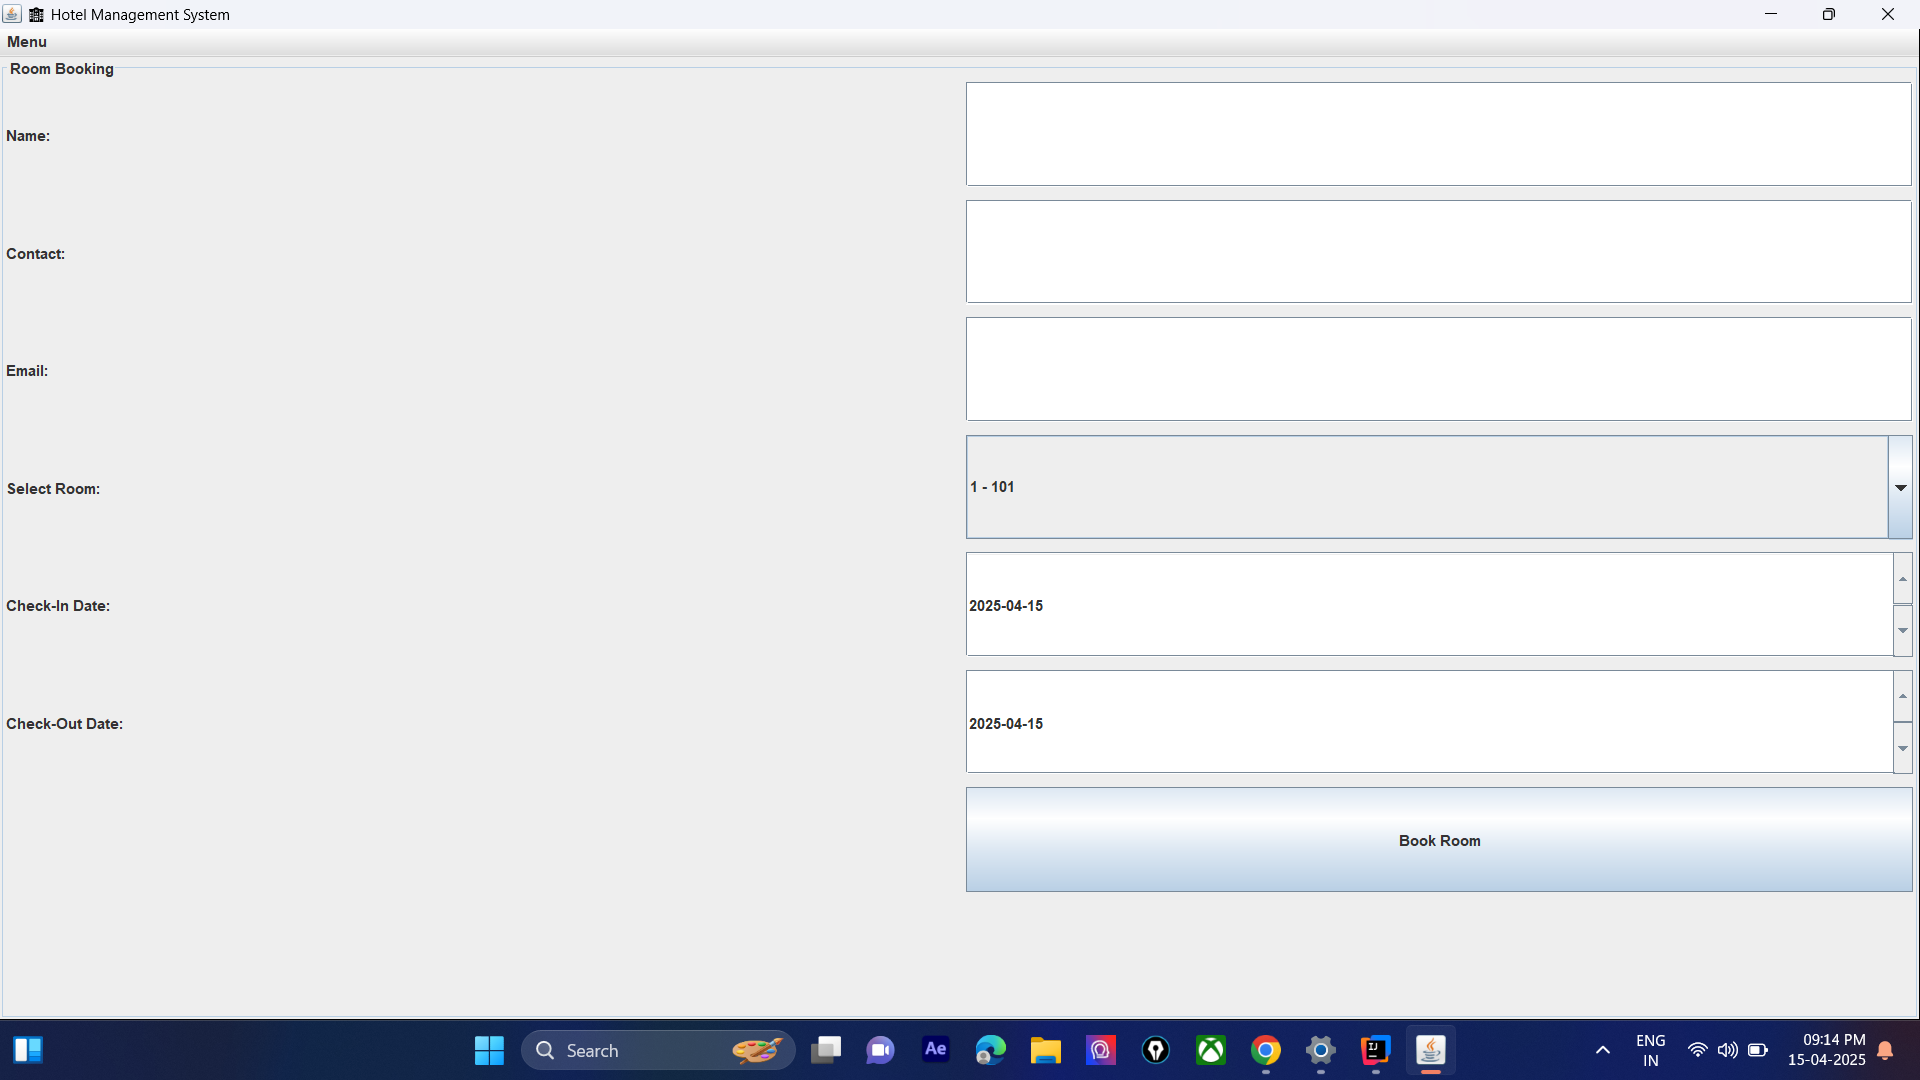 Hotel Management System
Menu
Room Booking
Name:
Contact:
Email:
Select Room:
1 - 101
Check-In Date:
2025-04-15
Check-Out Date:
2025-04-15
Book Room
Search
Ae
IJ
ENG
IN
09:14 PM
15-04-2025